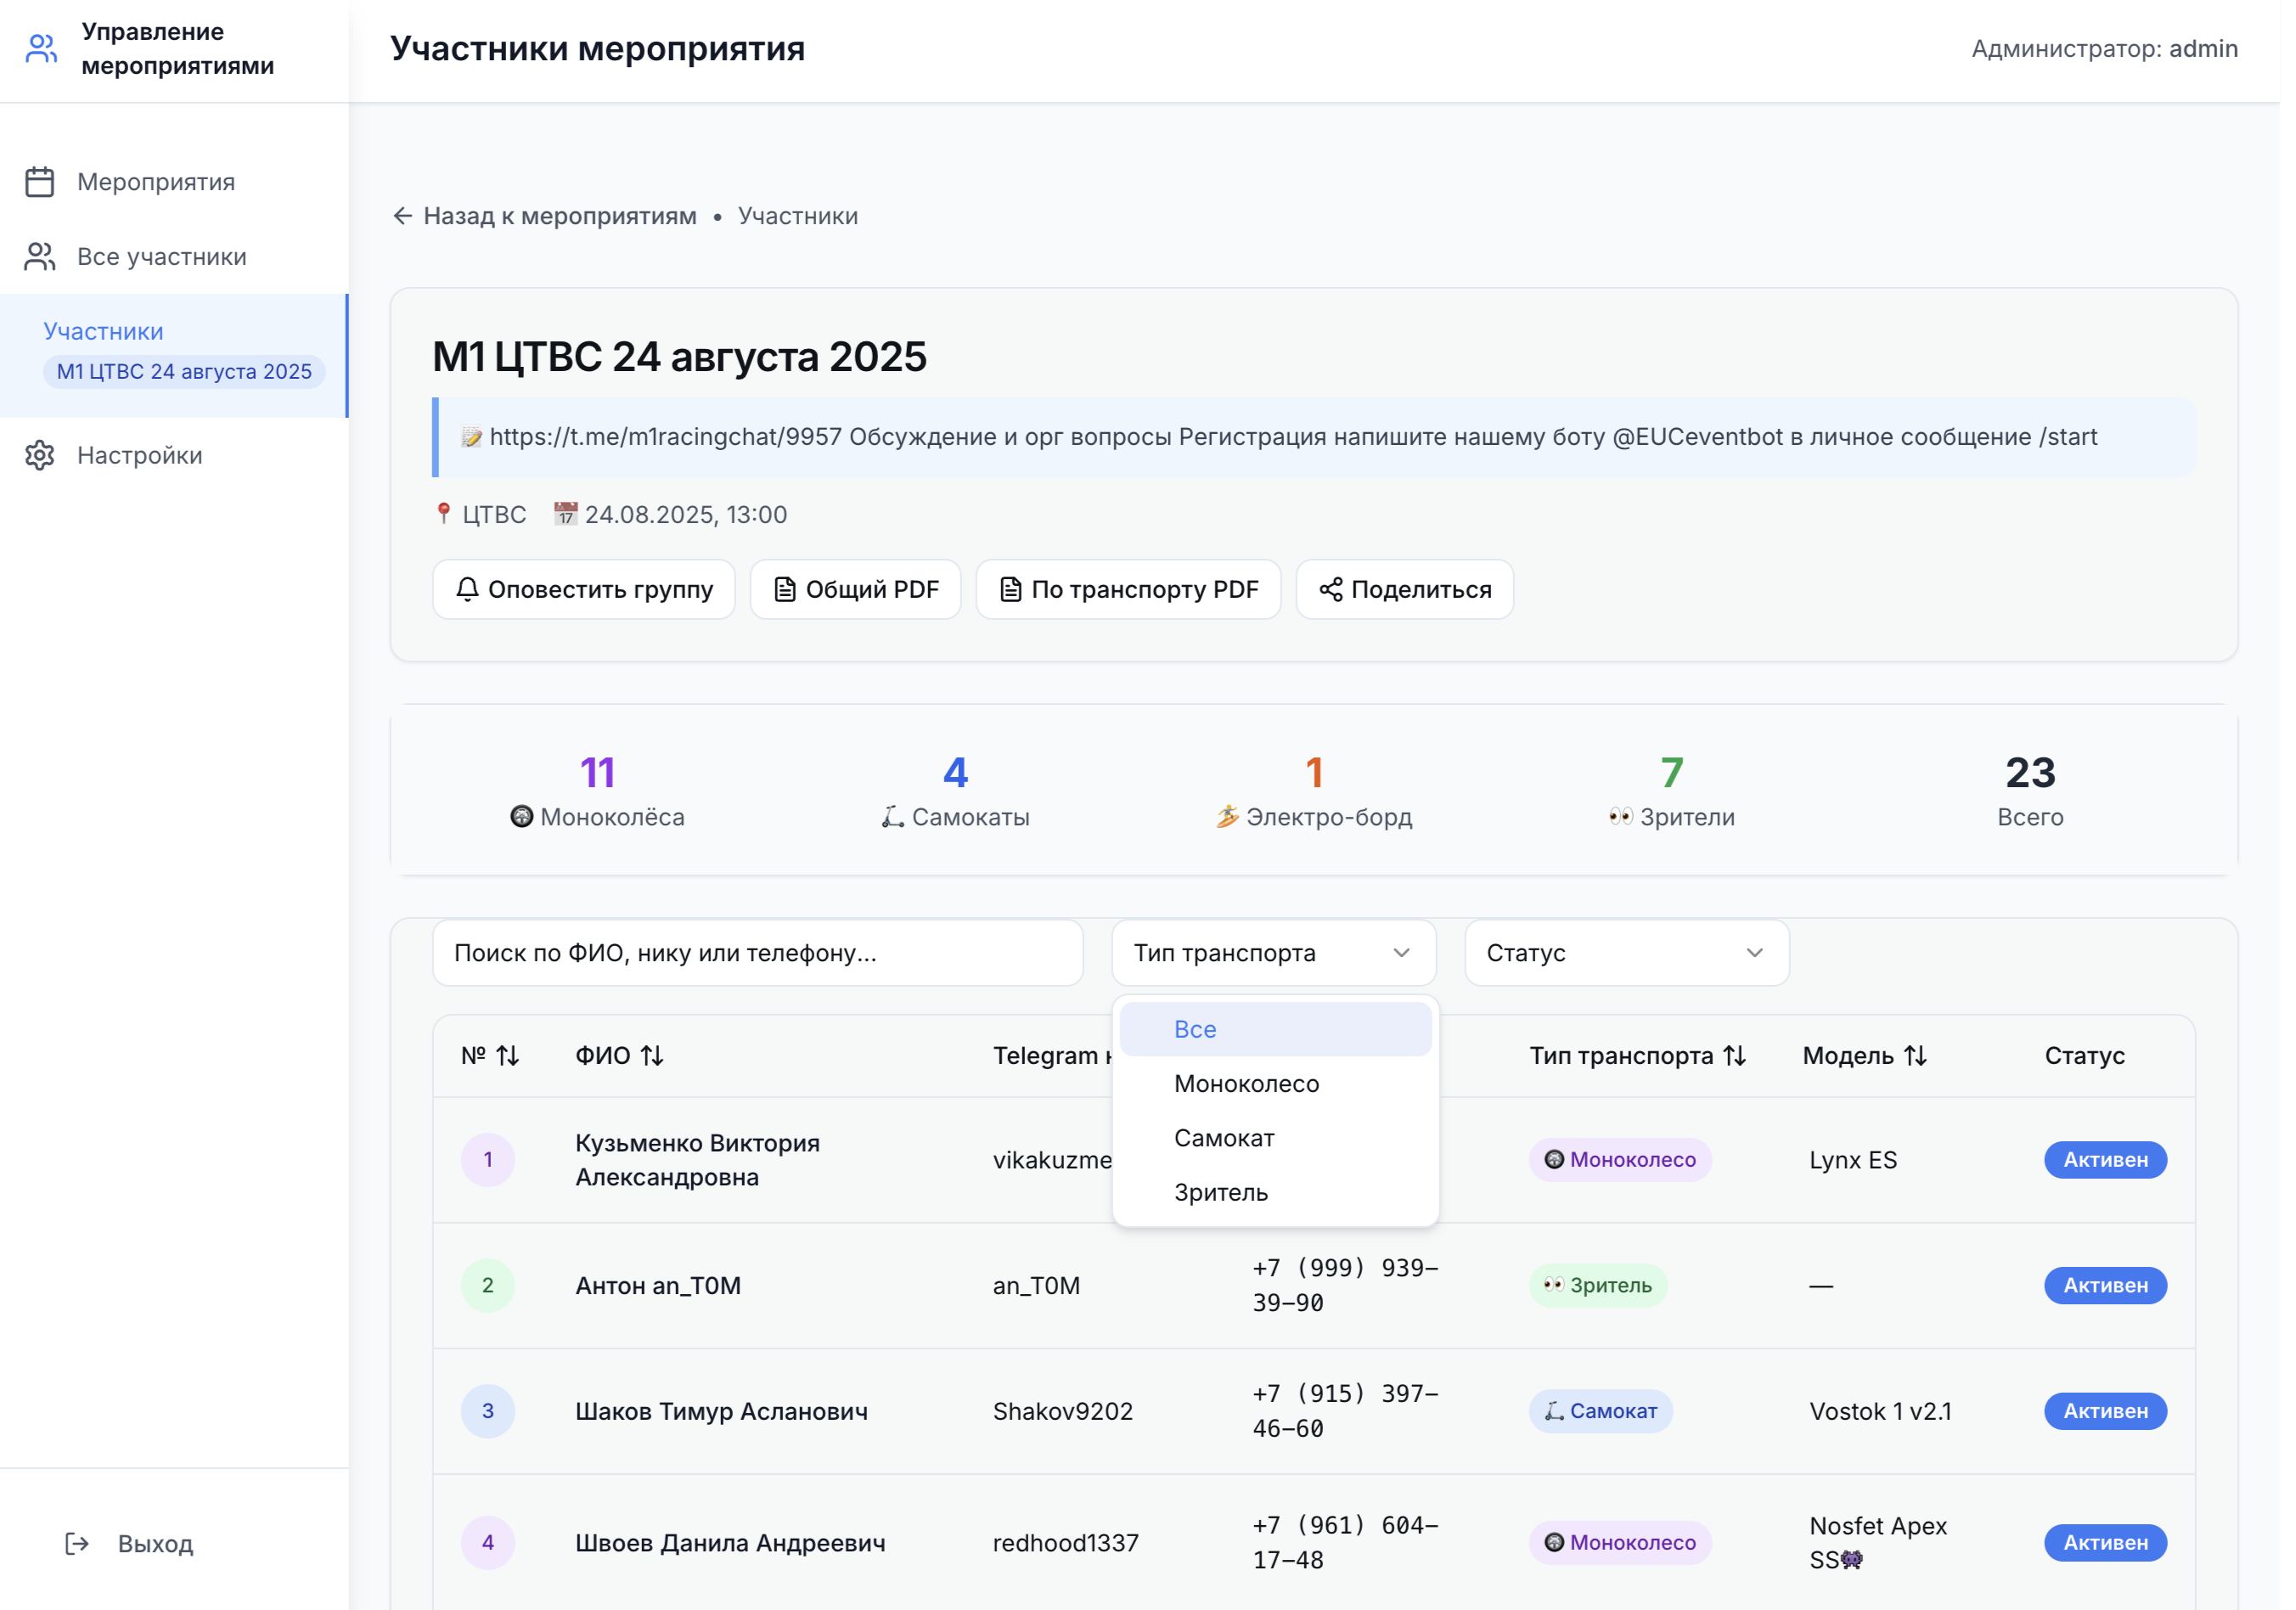 Управление
мероприятиями
Участники мероприятия
Администратор: admin
Мероприятия
Все участники
Участники
М1 ЦТВС 24 августа 2025
Настройки
Выход
Назад к мероприятиям • Участники
М1 ЦТВС 24 августа 2025
https://t.me/m1racingchat/9957 Обсуждение и орг вопросы Регистрация напишите нашему боту @EUCeventbot в личное сообщение /start
ЦТВС 17 24.08.2025, 13:00
Оповестить группу Общий PDF По транспорту PDF Поделиться
11 4 1 7 23
Моноколёса Самокаты Электро-борд Зрители Всего
Поиск по ФИО, нику или телефону... Тип транспорта Статус
Все
Моноколесо
Самокат
Зритель
№ ФИО Telegram Тип транспорта Модель Статус
1 Кузьменко Виктория
Александровна vikakuzme Моноколесо Lynx ES Активен
2 Антон an_T0M an_T0M +7 (999) 939-
39-90 Зритель — Активен
3 Шаков Тимур Асланович Shakov9202 +7 (915) 397-
46-60 Самокат Vostok 1 v2.1 Активен
4 Швоев Данила Андреевич redhood1337 +7 (961) 604-
17-48 Моноколесо Nosfet Apex
SS Активен